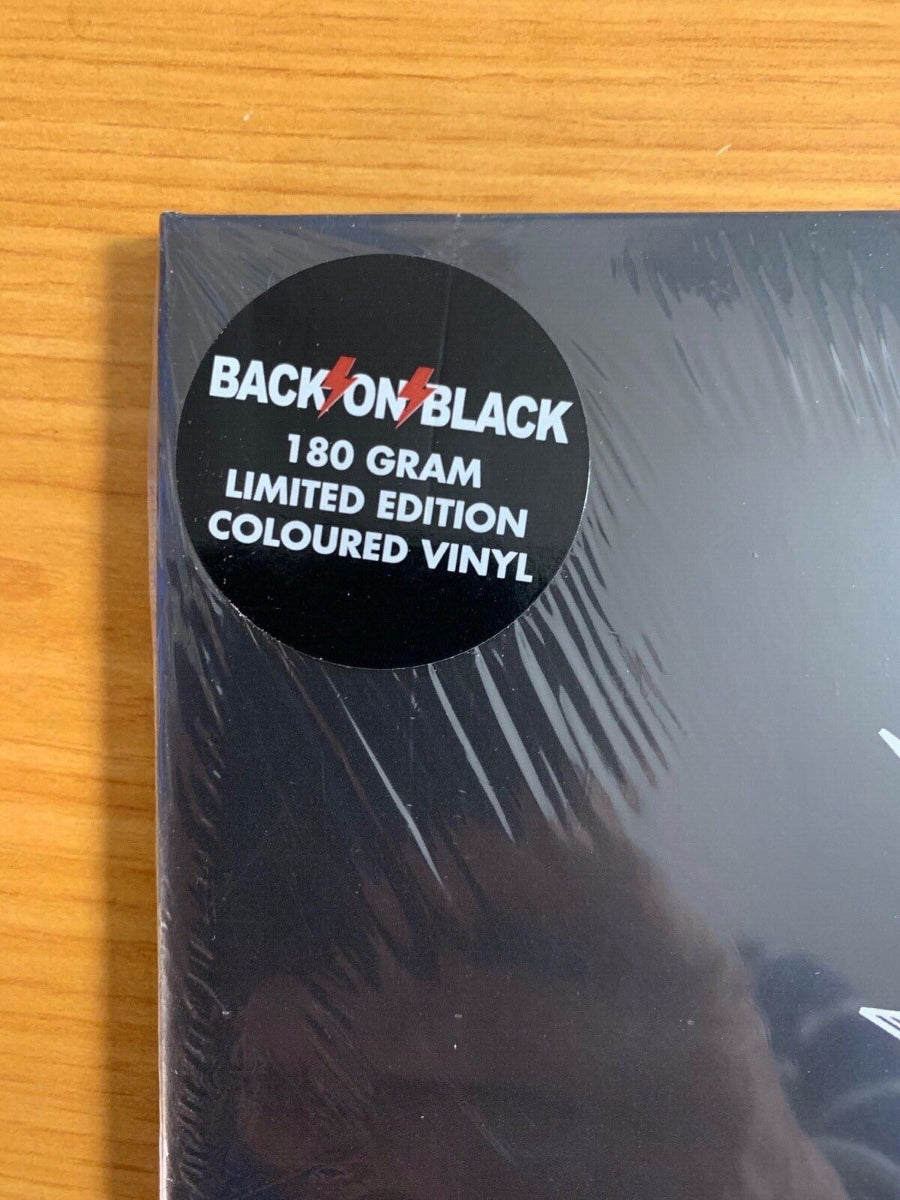 BACK ON BLACK
180 GRAM
LIMITED EDITION
COLOURED VINYL